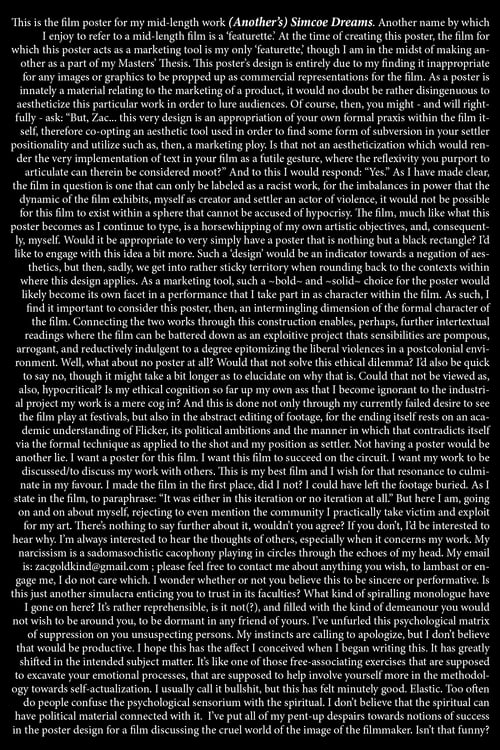 This is the film poster for my mid-length work (Another's) Simcoe Dreams. Another name by which
I enjoy to refer to a mid-length film is a 'featurette.' At the time of creating this poster, the film for
which this poster acts as a marketing tool is my only 'featurette,' though I am in the midst of making an-
other as a part of my Masters' Thesis. This poster's design is entirely due to my finding it inappropriate
for any images or graphics to be propped up as commercial representations for the film. As a poster is
innately a material relating to the marketing of a product, it would no doubt be rather disingenuous to
aestheticize this particular work in order to lure audiences. Of course, then, you might - and will right-
fully - ask: "But, Zac... this very design is an appropriation of your own formal praxis within the film it-
self, therefore co-opting an aesthetic tool used in order to find some form of subversion in your settler
positionality and utilize such as, then, a marketing ploy. Is that not an aestheticization which would ren-
der the very implementation of text in your film as a futile gesture, where the reflexivity you purport to
articulate can therein be considered moot?" And to this I would respond: "Yes." As I have made clear,
the film in question is one that can only be labeled as a racist work, for the imbalances in power that the
dynamic of the film exhibits, myself as creator and settler an actor of violence, it would not be possible
for this film to exist within a sphere that cannot be accused of hypocrisy. The film, much like what this
poster becomes as I continue to type, is a horsewhipping of my own artistic objectives, and, consequent-
ly, myself. Would it be appropriate to very simply have a poster that is nothing but a black rectangle? I'd
like to engage with this idea a bit more. Such a 'design' would be an indicator towards a negation of aes-
thetics, but then, sadly, we get into rather sticky territory when rounding back to the contexts within
where this design applies. As a marketing tool, such a ~bold~ and ~solid~ choice for the poster would
likely become its own facet in a performance that I take part in as character within the film. As such, I
find it important to consider this poster, then, an intermingling dimension of the formal character of
the film. Connecting the two works through this construction enables, perhaps, further intertextual
readings where the film can be battered down as an exploitive project thats sensibilities are pompous,
arrogant, and reductively indulgent to a degree epitomizing the liberal violences in a postcolonial envi-
ronment. Well, what about no poster at all? Would that not solve this ethical dilemma? I'd also be quick
to say no, though it might take a bit longer as to elucidate on why that is. Could that not be viewed as,
also, hypocritical? Is my ethical cognition so far up my own ass that I become ignorant to the industri-
al project my work is a mere cog in? And this is done not only through my currently failed desire to see
the film play at festivals, but also in the abstract editing of footage, for the ending itself rests on an aca-
demic understanding of Flicker, its political ambitions and the manner in which that contradicts itself
via the formal technique as applied to the shot and my position as settler. Not having a poster would be
another lie. I want a poster for this film. I want this film to succeed on the circuit. I want my work to be
discussed/to discuss my work with others. This is my best film and I wish for that resonance to culmi-
nate in my favour. I made the film in the first place, did I not? I could have left the footage buried. As I
state in the film, to paraphrase: "It was either in this iteration or no iteration at all." But here I am, going
on and on about myself, rejecting to even mention the community I practically take victim and exploit
for my art. There's nothing to say further about it, wouldn't you agree? If you don't, I'd be interested to
hear why. I'm always interested to hear the thoughts of others, especially when it concerns my work. My
narcissism is a sadomasochistic cacophony playing in circles through the echoes of my head. My email
is: zacgoldkind@gmail.com ; please feel free to contact me about anything you wish, to lambast or en-
gage me, I do not care which. I wonder whether or not you believe this to be sincere or performative. Is
this just another simulacra enticing you to trust in its faculties? What kind of spiralling monologue have
I gone on here? It's rather reprehensible, is it not(?), and filled with the kind of demeanour you would
not wish to be around you, to be dormant in any friend of yours. I've unfurled this psychological matrix
of suppression on you unsuspecting persons. My instincts are calling to apologize, but I don't believe
that would be productive. I hope this has the affect I conceived when I began writing this. It has greatly
shifted in the intended subject matter. It's like one of those free-associating exercises that are supposed
to excavate your emotional processes, that are supposed to help involve yourself more in the methodol-
ogy towards self-actualization. I usually call it bullshit, but this has felt minutely good. Elastic. Too often
do people confuse the psychological sensorium with the spiritual. I don't believe that the spiritual can
have political material connected with it. I've put all of my pent-up despairs towards notions of success
in the poster design for a film discussing the cruel world of the image of the filmmaker. Isn't that funny?